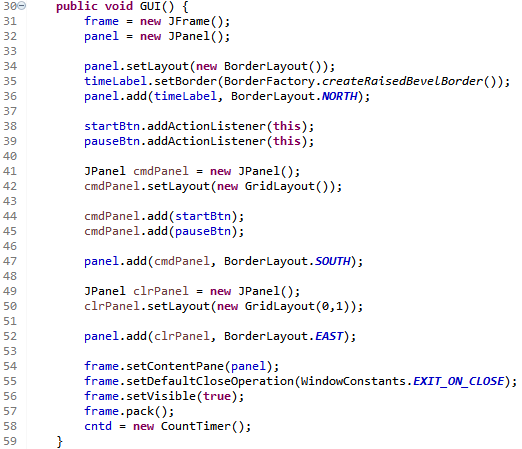 30 public void GUI() {
31 frame = new JFrame();
32 panel = new JPanel();
33
34 panel.setLayout(new BorderLayout());
35 timeLabel.setBorder(BorderFactory.createRaisedBevelBorder());
36 panel.add(timeLabel, BorderLayout.NORTH);
37
38 startBtn.addActionListener(this);
39 pauseBtn.addActionListener(this);
40
41 JPanel cmdPanel = new JPanel();
42 cmdPanel.setLayout(new GridLayout());
43
44 cmdPanel.add(startBtn);
45 cmdPanel.add(pauseBtn);
46
47 panel.add(cmdPanel, BorderLayout.SOUTH);
48
49 JPanel clrPanel = new JPanel();
50 clrPanel.setLayout(new GridLayout(0,1));
51
52 panel.add(clrPanel, BorderLayout.EAST);
53
54 frame.setContentPane(panel);
55 frame.setDefaultCloseOperation(WindowConstants.EXIT_ON_CLOSE);
56 frame.setVisible(true);
57 frame.pack();
58 cntd = new CountTimer();
59 }